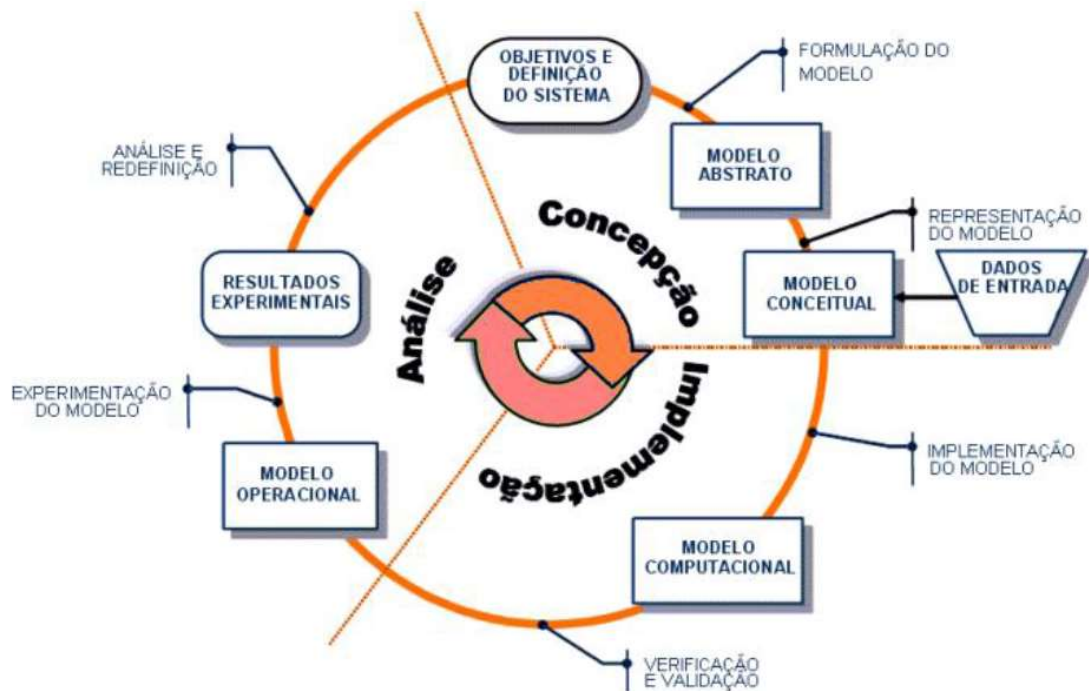 OBJETIVOS E
DEFINIÇÃO
DO SISTEMA
FORMULAÇÃO DO
MODELO
MODELO
ABSTRATO
REPRESENTAÇÃO
DO MODELO
MODELO
CONCEITUAL
DADOS
DE ENTRADA
IMPLEMENTAÇÃO
DO MODELO
MODELO
COMPUTACIONAL
VERIFICAÇÃO
E VALIDAÇÃO
MODELO
OPERACIONAL
EXPERIMENTAÇÃO
DO MODELO
RESULTADOS
EXPERIMENTAIS
ANÁLISE E
REDEFINIÇÃO
Concepção
Implementação
Análise